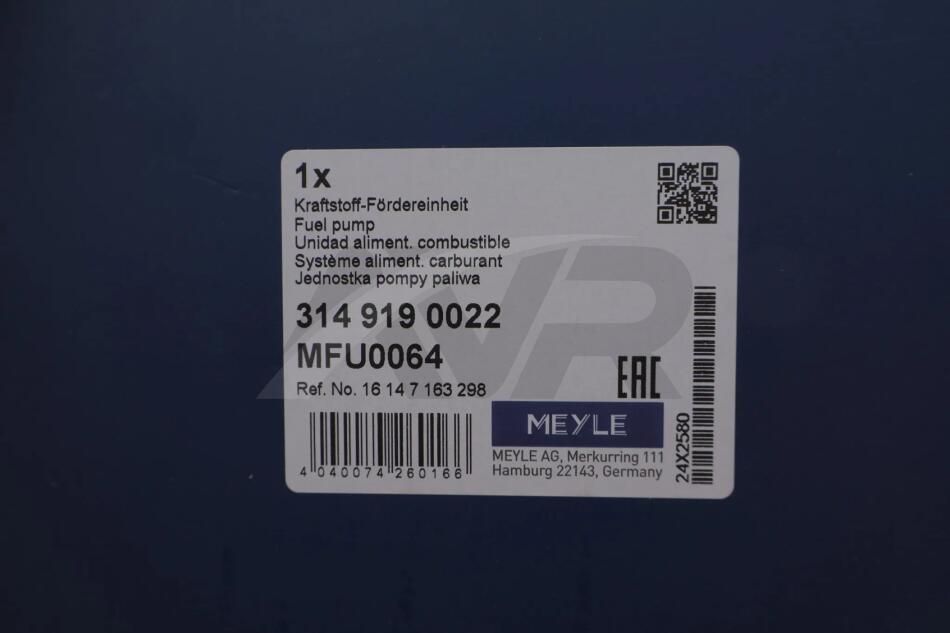 1x
Kraftstoff-Fördereinheit
Fuel pump
Unidad aliment. combustible
Système aliment. carburant
Jednostka pompy paliwa
314 919 0022
MFU0064
Ref. No. 16 14 7 163 298
4 040074 260166
EAC
MEYLE
MEYLE AG, Merkurring 111
Hamburg 22143, Germany
24X2580
NVR